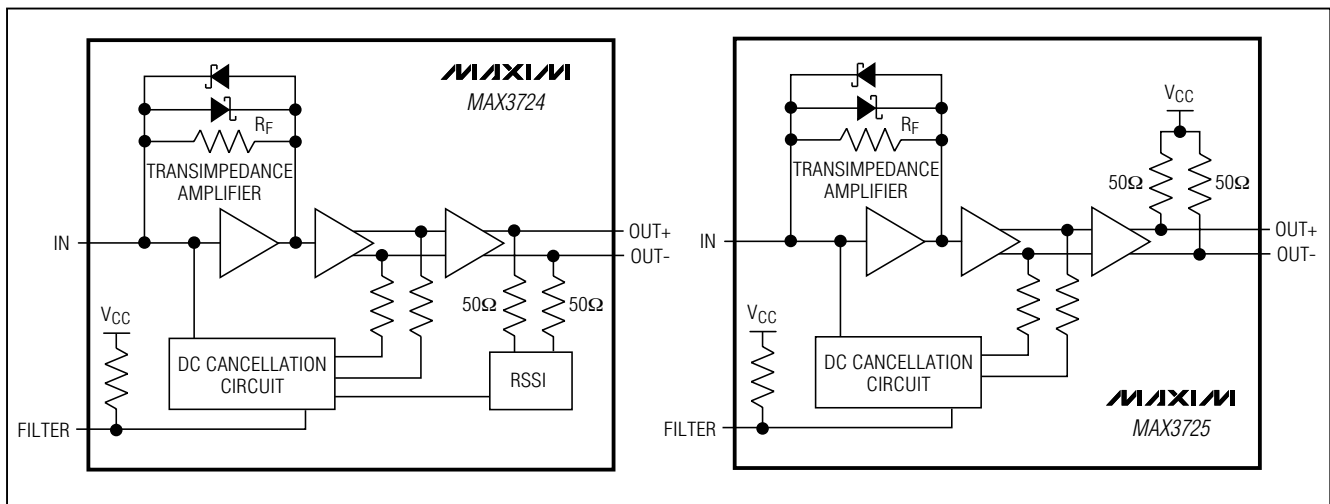 MAXIM
MAX3724
RF
TRANSIMPEDANCE
AMPLIFIER
IN
OUT+
OUT-
50Ω
50Ω
VCC
DC CANCELLATION
CIRCUIT
RSSI
FILTER
VCC
RF
TRANSIMPEDANCE
AMPLIFIER
50Ω
50Ω
IN
OUT+
OUT-
VCC
DC CANCELLATION
CIRCUIT
MAXIM
MAX3725
FILTER